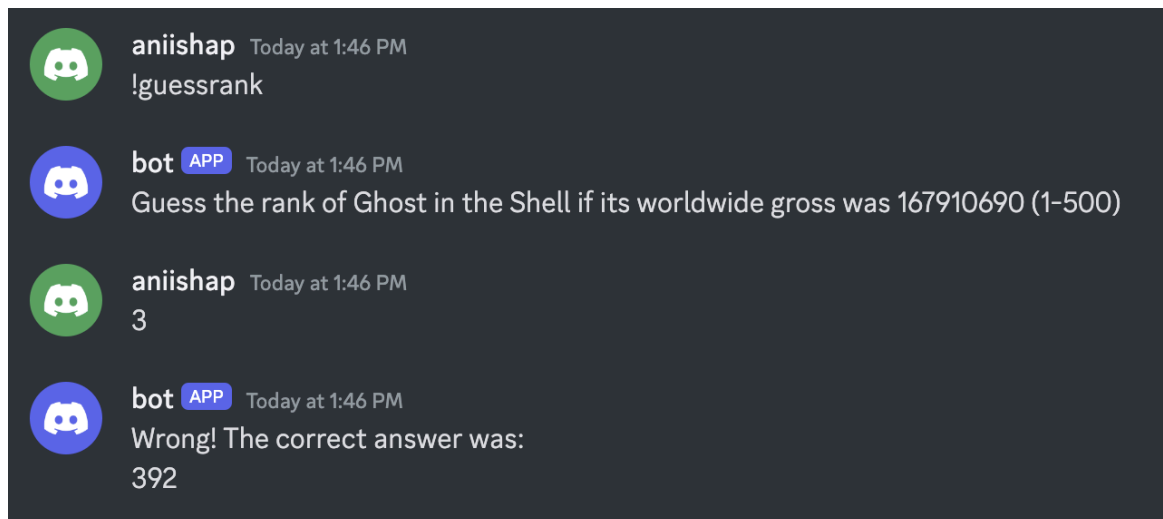 aniishap Today at 1:46 PM
!guessrank
bot APP Today at 1:46 PM
Guess the rank of Ghost in the Shell if its worldwide gross was 167910690 (1-500)
aniishap Today at 1:46 PM
3
bot APP Today at 1:46 PM
Wrong! The correct answer was:
392